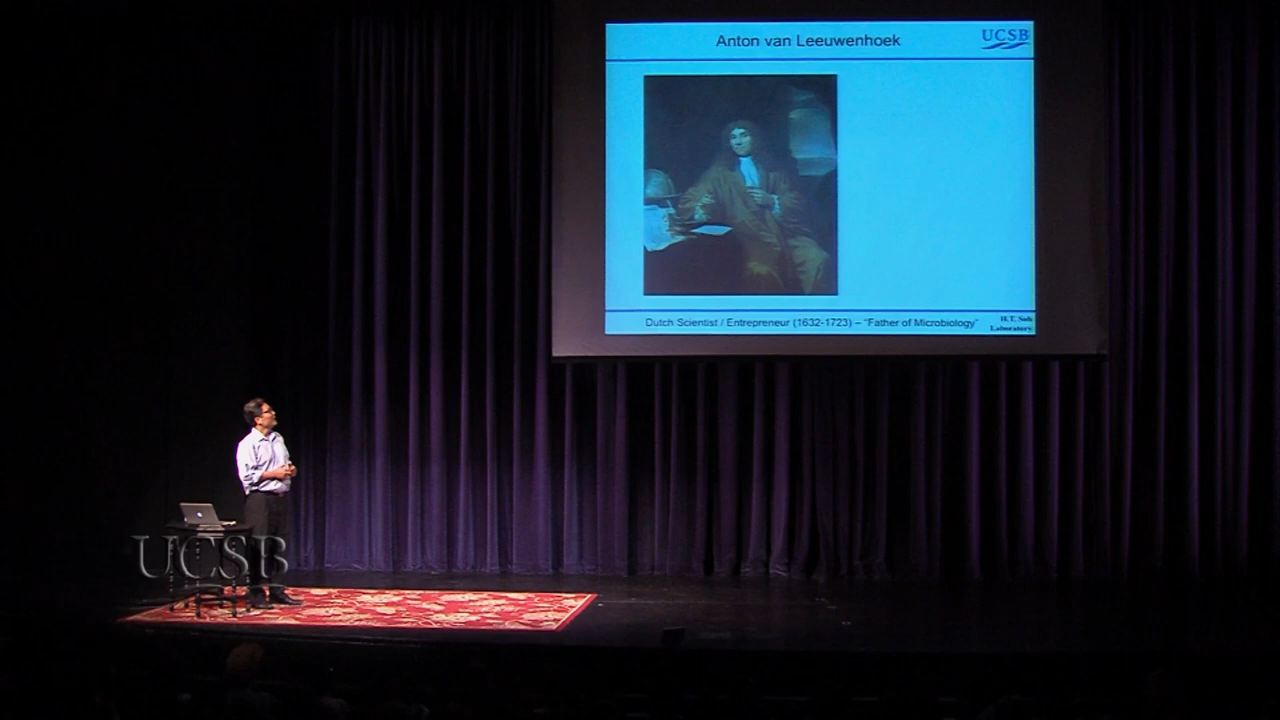 Anton van Leeuwenhoek
UCSB
Dutch Scientist / Entrepreneur (1632-1723) – "Father of Microbiology"
H.T. Soh
Laboratory
UCSB